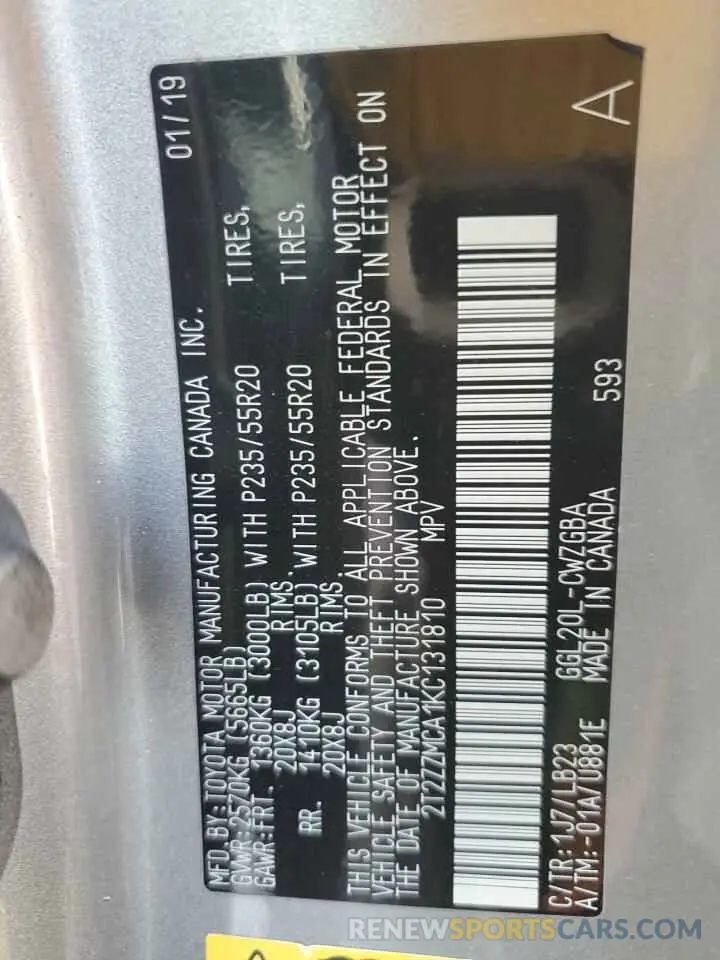 MFD.BY:TOYOTA MOTOR MANUFACTURING CANADA INC. 01/19
GVWR:2570KG (5665LB)
GAWR:FRT. 1360KG (3000LB) WITH P235/55R20 TIRES,
20X8J RIMS.
RR. 1410KG (3105LB) WITH P235/55R20 TIRES,
20X8J RIMS.
THIS VEHICLE CONFORMS TO ALL APPLICABLE FEDERAL MOTOR
VEHICLE SAFETY AND THEFT PREVENTION STANDARDS IN EFFECT ON
THE DATE OF MANUFACTURE SHOWN ABOVE.
2T2ZZMCA1KC131810 MPV
C/TR:1J7/LB23 GGL20L-CWZGBA
A/TM:-01A/U881E MADE IN CANADA 593 A
RENEWSPORTSCARS.COM